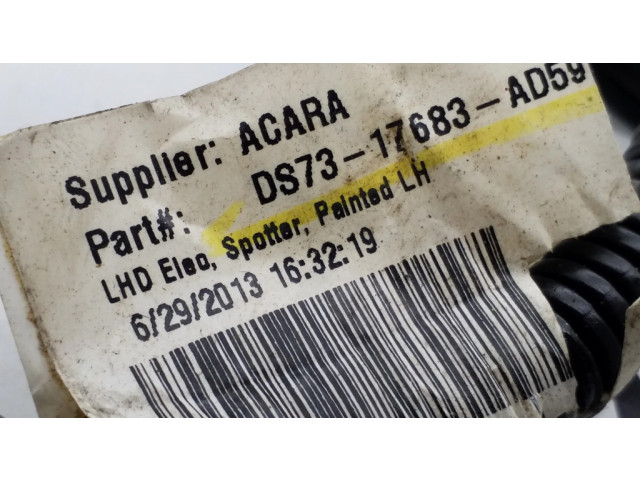 Supplier: ACARA
Part#: DS73-17683-AD59
LHD Elec, Spotter, Painted LH
6/29/2013 16:32:19